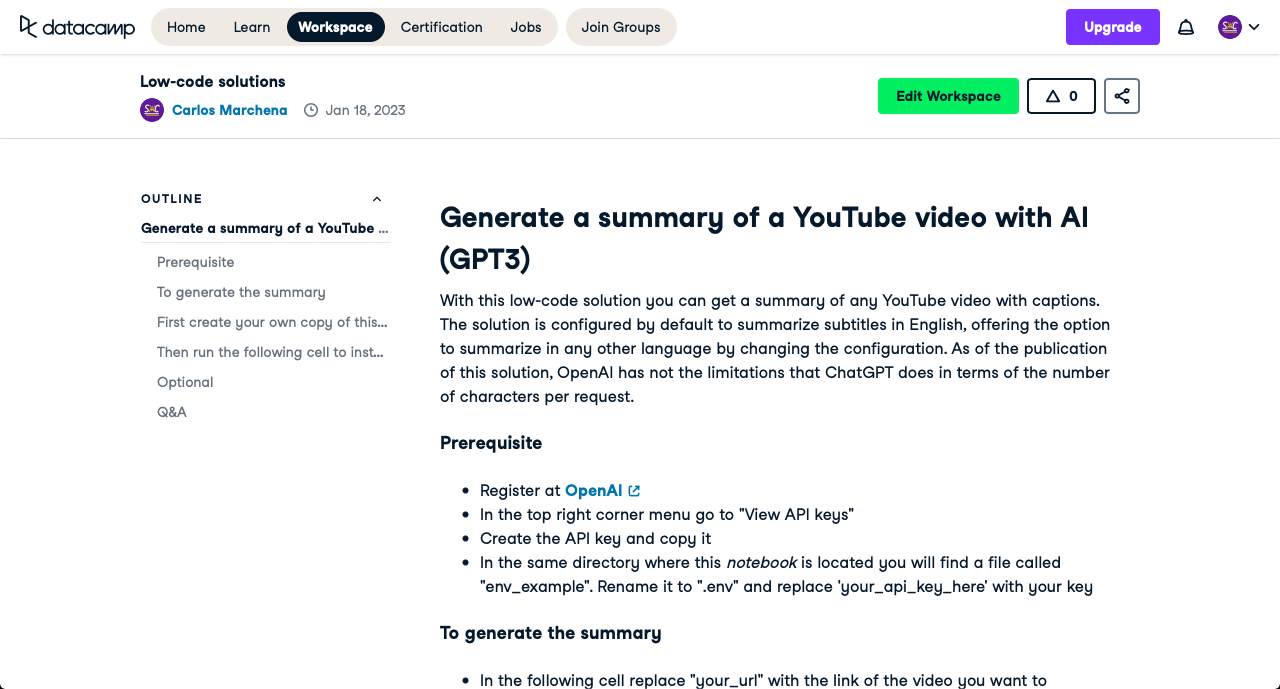 datacamp
Home Learn Workspace Certification Jobs Join Groups Upgrade
Low-code solutions
Carlos Marchena Jan 18, 2023
Edit Workspace 0
OUTLINE
Generate a summary of a YouTube ...
Prerequisite
To generate the summary
First create your own copy of this...
Then run the following cell to inst...
Optional
Q&A
Generate a summary of a YouTube video with AI
(GPT3)
With this low-code solution you can get a summary of any YouTube video with captions.
The solution is configured by default to summarize subtitles in English, offering the option
to summarize in any other language by changing the configuration. As of the publication
of this solution, OpenAI has not the limitations that ChatGPT does in terms of the number
of characters per request.
Prerequisite
• Register at OpenAI
• In the top right corner menu go to "View API keys"
• Create the API key and copy it
• In the same directory where this notebook is located you will find a file called
"env_example". Rename it to ".env" and replace 'your_api_key_here' with your key
To generate the summary
• In the following cell replace "your_url" with the link of the video you want to